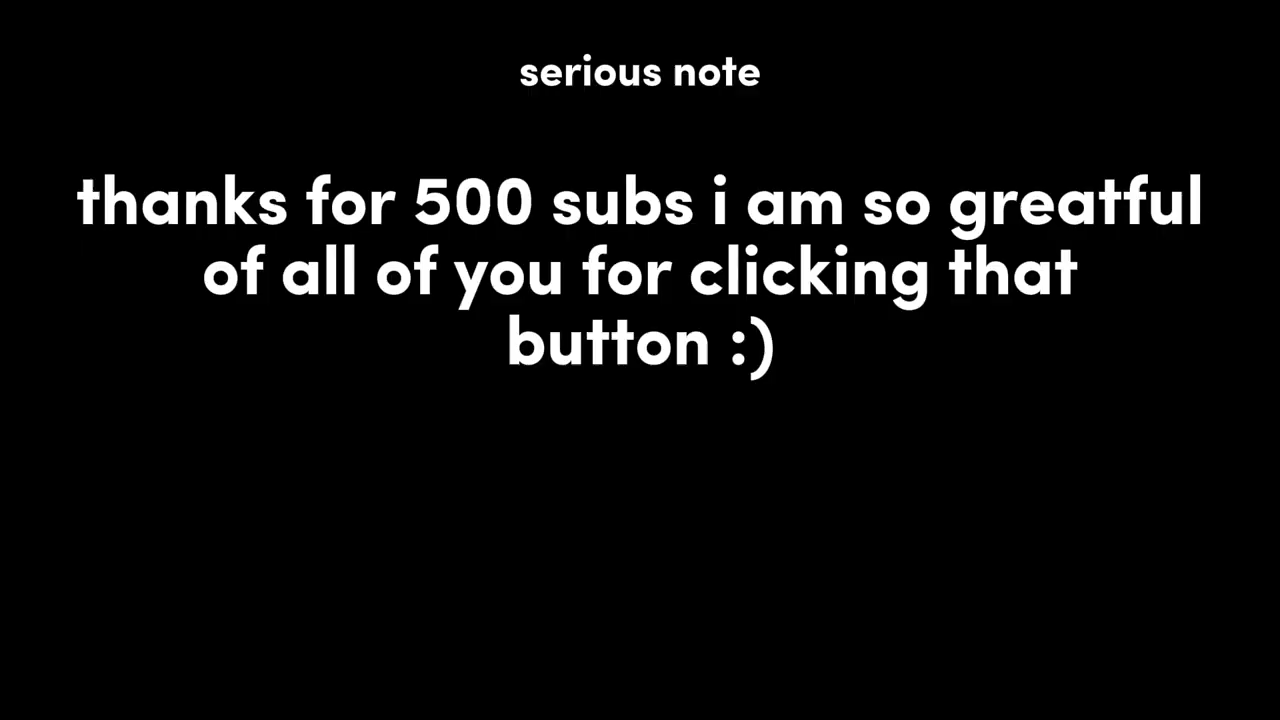 serious note
thanks for 500 subs i am so greatful
of all of you for clicking that
button :)